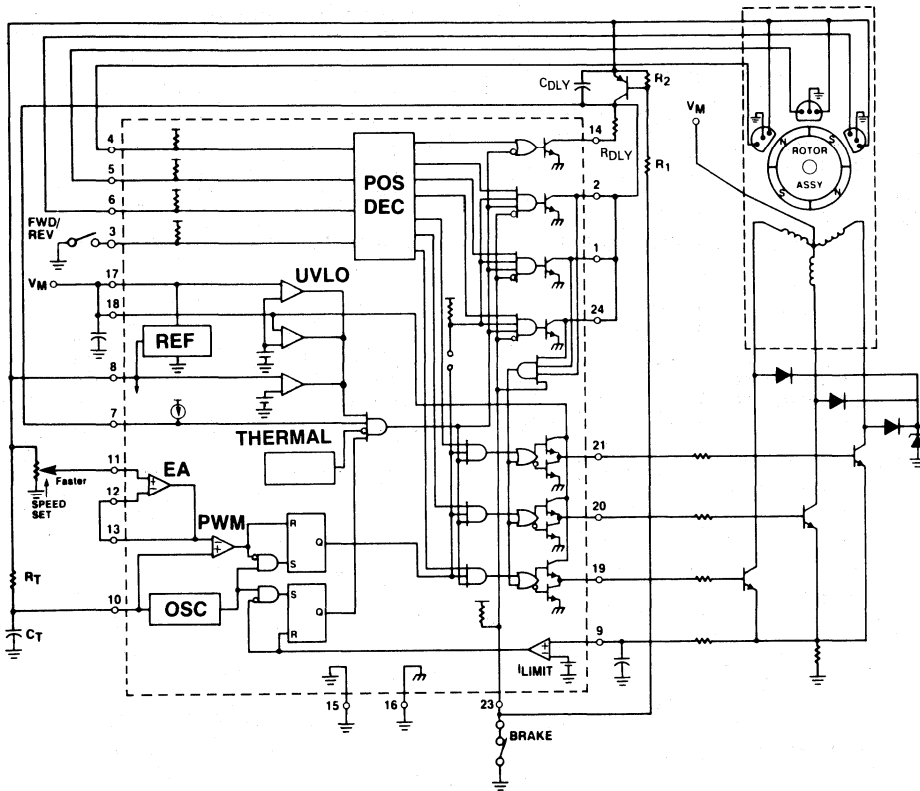 R2
CDLY
VM
14
RDLY
R1
N
S
ROTOR
ASSY
S
N
4
5
6
FWD/
REV
3
POS
DEC
2
1
24
VM
17
18
UVLO
REF
8
7
THERMAL
11
Faster
EA
12
SPEED
SET
13
PWM
R
Q
S
21
20
19
RT
10
OSC
S
Q
R
CT
9
ILIMIT
15
16
23
BRAKE